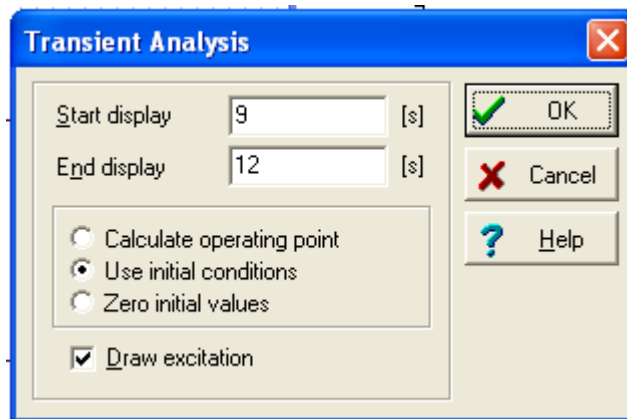 Transient Analysis
Start display 9 [s]
End display 12 [s]
Calculate operating point
Use initial conditions
Zero initial values
Draw excitation
OK
Cancel
Help